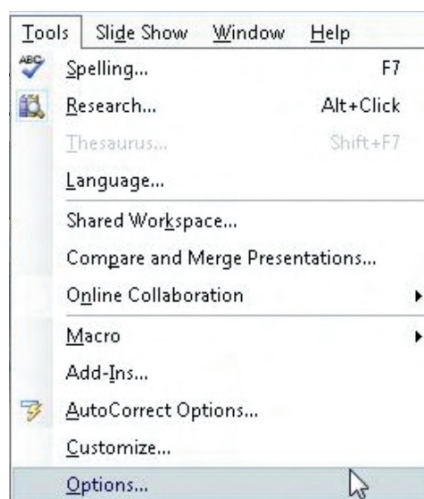 Tools Slide Show Window Help
ABC Spelling... F7
Research... Alt+Click
Thesaurus... Shift+F7
Language...
Shared Workspace...
Compare and Merge Presentations...
Online Collaboration
Macro
Add-Ins...
AutoCorrect Options...
Customize...
Options...